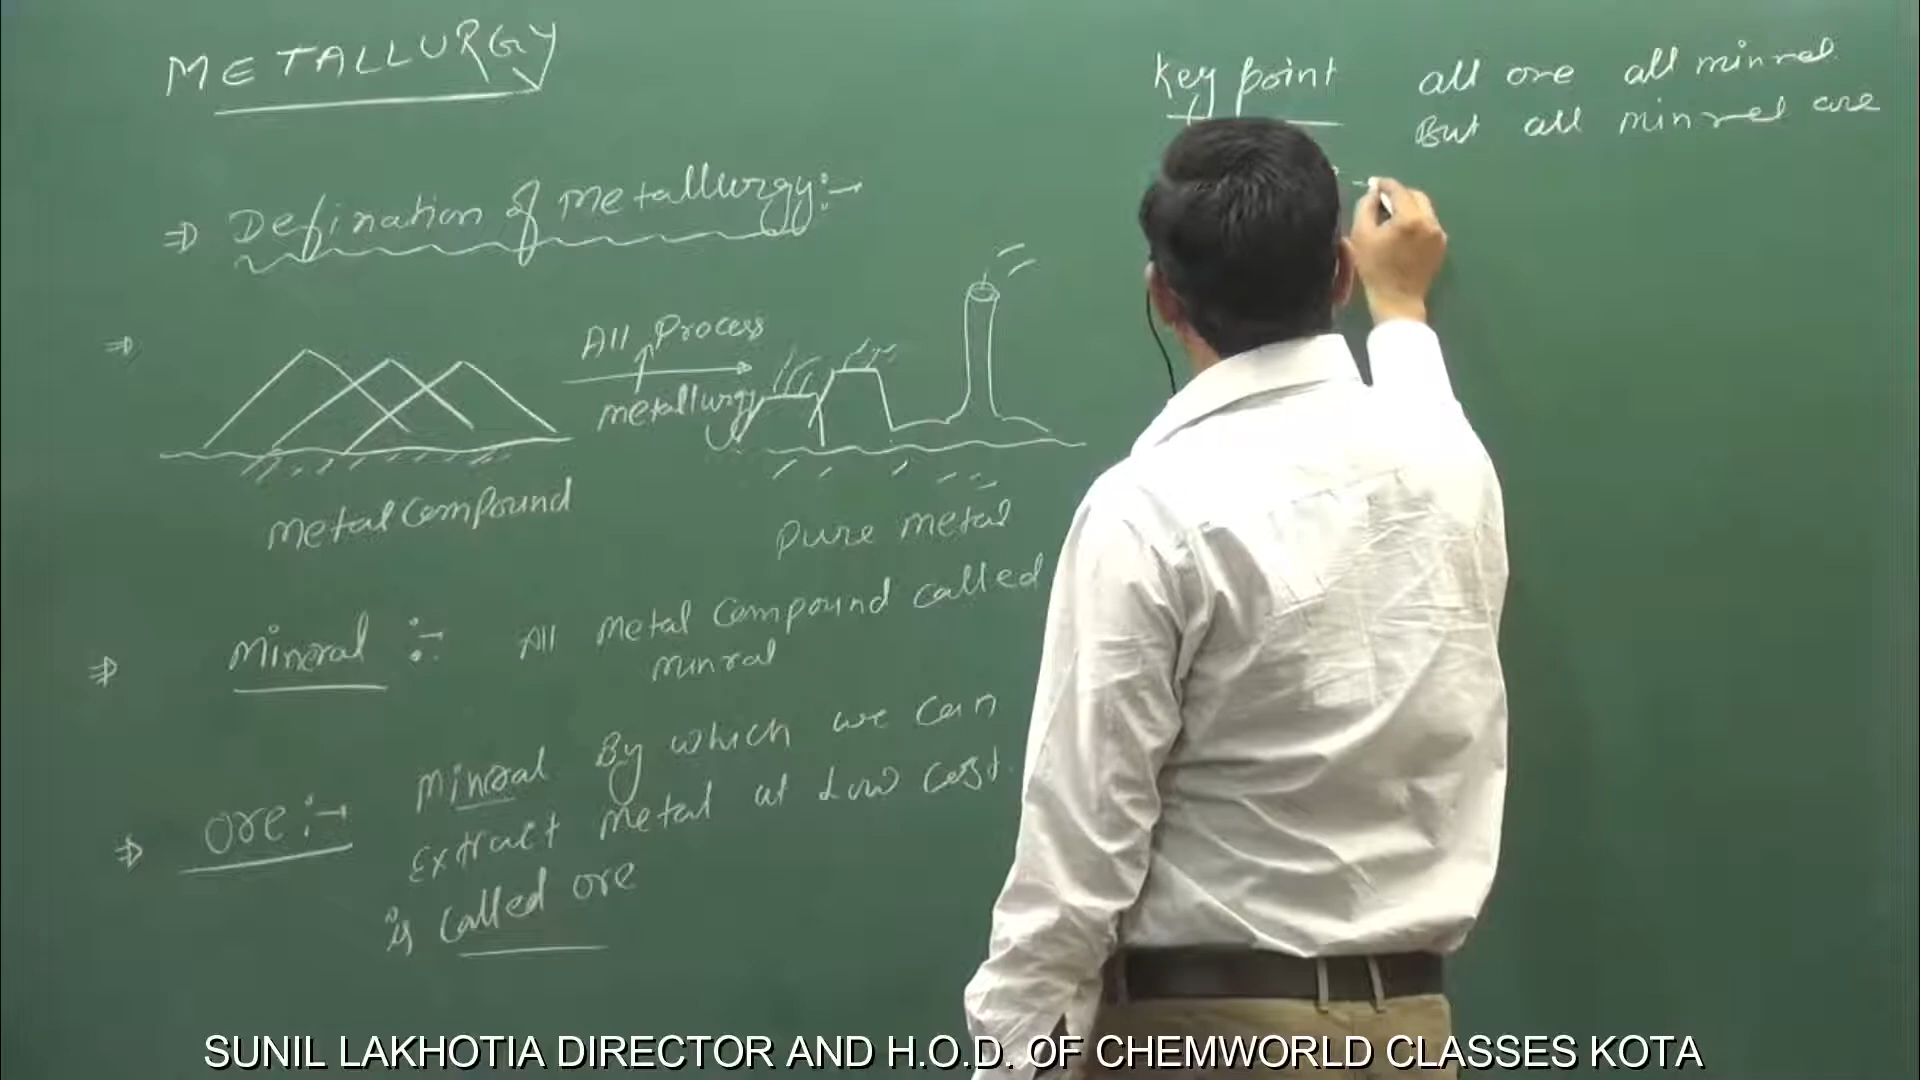 METALLURGY
⇒ Defination of metallurgy:→
⇒
All Process
metallurgy
Metal Compound
Pure metal
⇒ Mineral :- All Metal Compound called
minral
⇒ Ore :→ Mineral By which we can
Extract Metal at Low Cost.
is called ore
Key point all ore all minrel.
But all minrel are
SUNIL LAKHOTIA DIRECTOR AND H.O.D. OF CHEMWORLD CLASSES KOTA